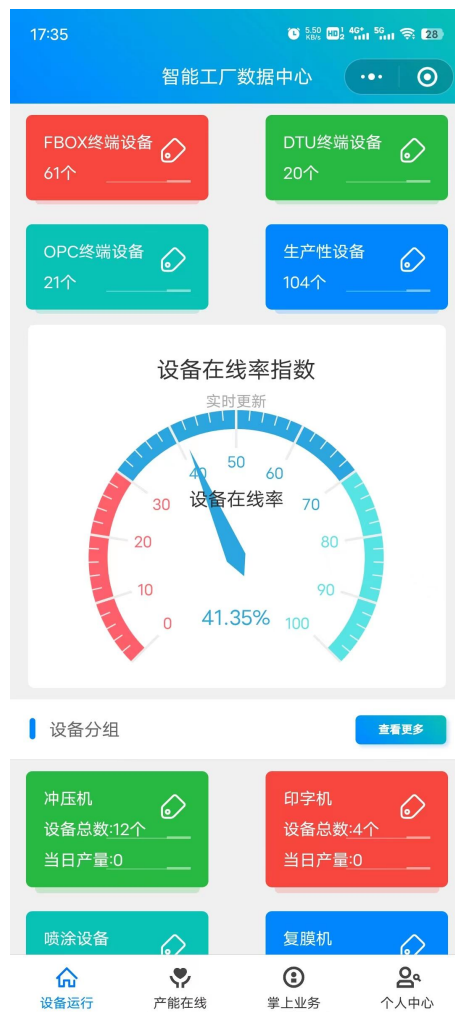 17:35
5.50 KB/s HD 2 4G+ 5G 28
智能工厂数据中心
FBOX终端设备
61个
DTU终端设备
20个
OPC终端设备
21个
生产性设备
104个
设备在线率指数
实时更新
0
10
20
30
40
50
60
70
80
90
100
设备在线率
41.35%
设备分组
查看更多
冲压机
设备总数:12个
当日产量:0
印字机
设备总数:4个
当日产量:0
喷涂设备
复膜机
设备运行
产能在线
掌上业务
个人中心